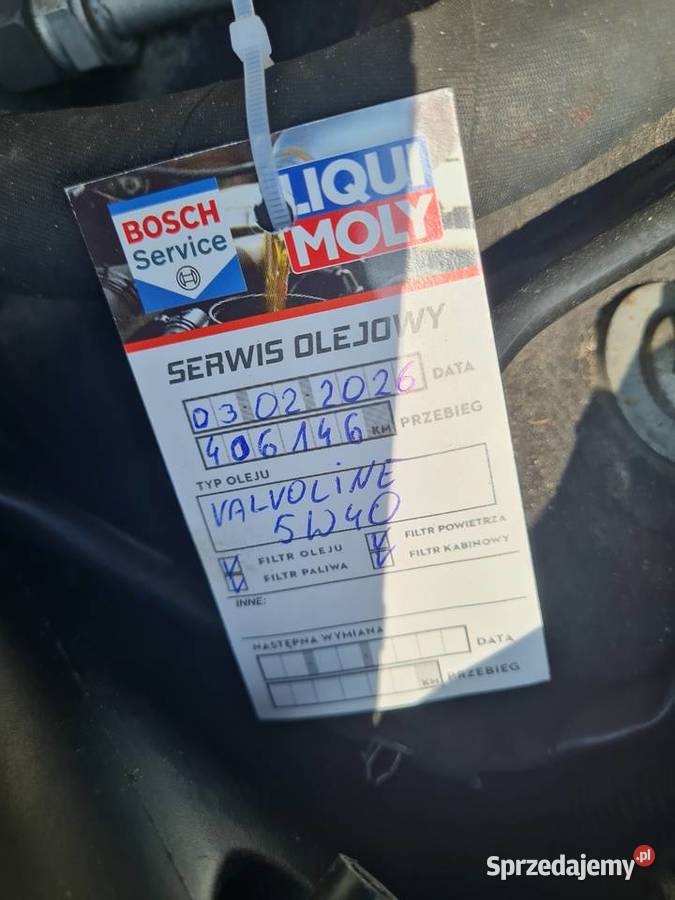 BOSCH
Service
LIQUI
MOLY
SERWIS OLEJOWY
03 02 2026 DATA
406146 KM PRZEBIEG
TYP OLEJU
VALVOLINE
5W40
FILTR OLEJU
FILTR POWIETRZA
FILTR PALIWA
FILTR KABINOWY
INNE:
NASTĘPNA WYMIANA
DATA
KM PRZEBIEG
Sprzedajemy.pl